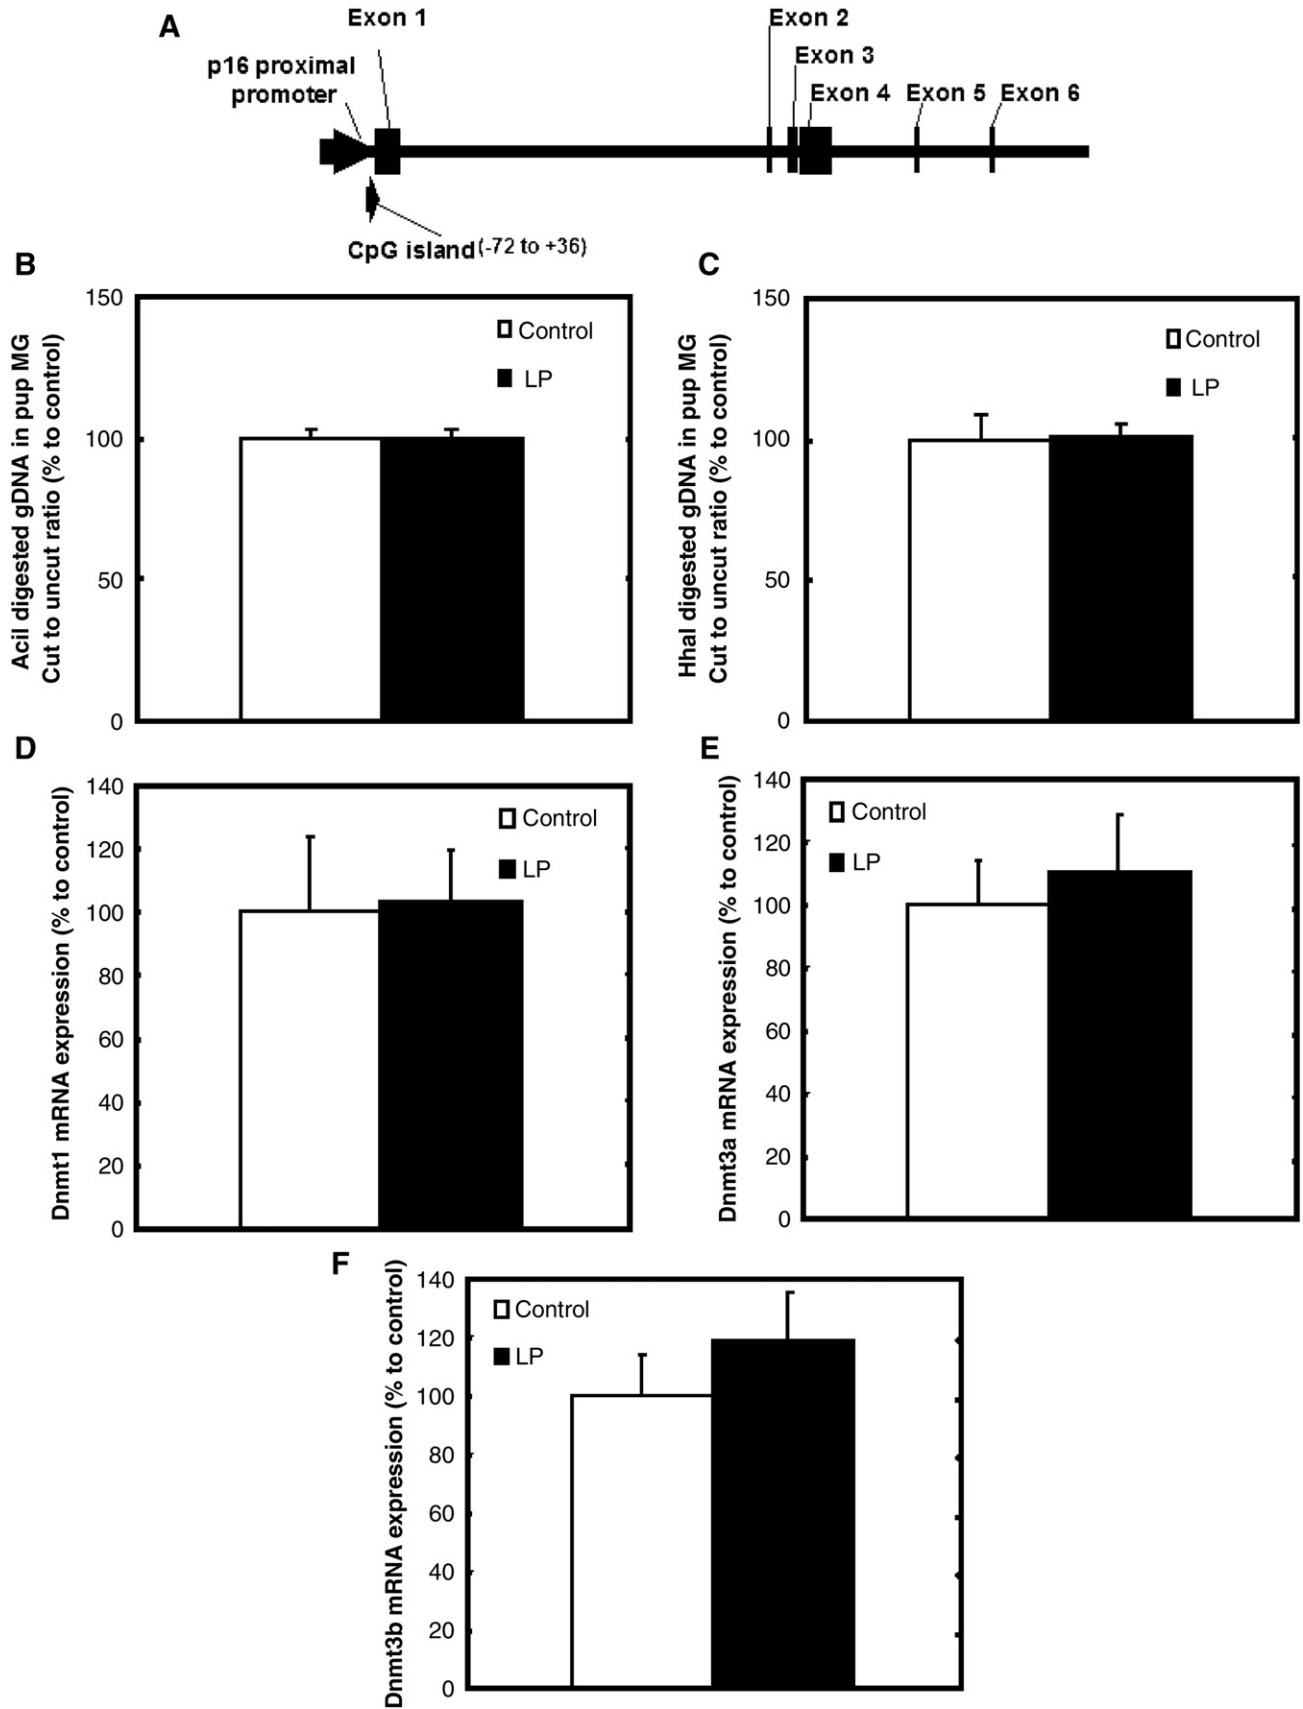 A
Exon 1
p16 proximal
promoter
Exon 2
Exon 3
Exon 4 Exon 5 Exon 6
CpG island(-72 to +36)
B
AciI digested gDNA in pup MG
Cut to uncut ratio (% to control)
150
100
50
0
Control
LP
C
HhaI digested gDNA in pup MG
Cut to uncut ratio (% to control)
150
100
50
0
Control
LP
D
Dnmt1 mRNA expression (% to control)
140
120
100
80
60
40
20
0
Control
LP
E
Dnmt3a mRNA expression (% to control)
140
120
100
80
60
40
20
0
Control
LP
F
Dnmt3b mRNA expression (% to control)
140
120
100
80
60
40
20
0
Control
LP